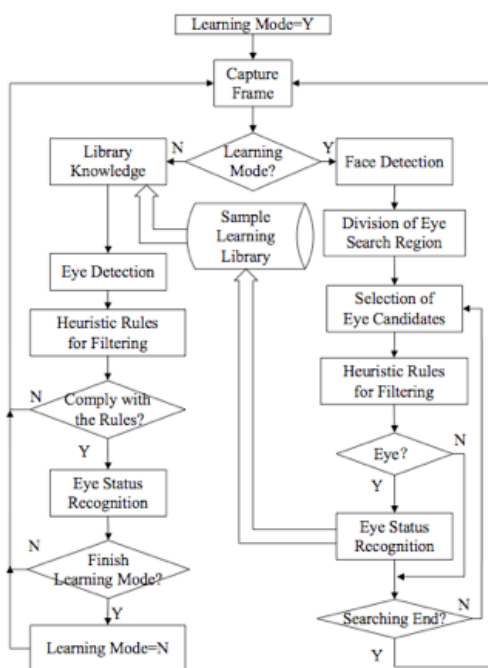 Learning Mode=Y
Capture
Frame
N
Learning
Mode?
Y
Library
Knowledge
Face Detection
Sample
Learning
Library
Division of Eye
Search Region
Eye Detection
Selection of
Eye Candidates
Heuristic Rules
for Filtering
Heuristic Rules
for Filtering
N
Comply with
the Rules?
Y
Eye?
N
Y
Eye Status
Recognition
Eye Status
Recognition
N
Finish
Learning Mode?
Y
Searching End?
N
Y
Learning Mode=N